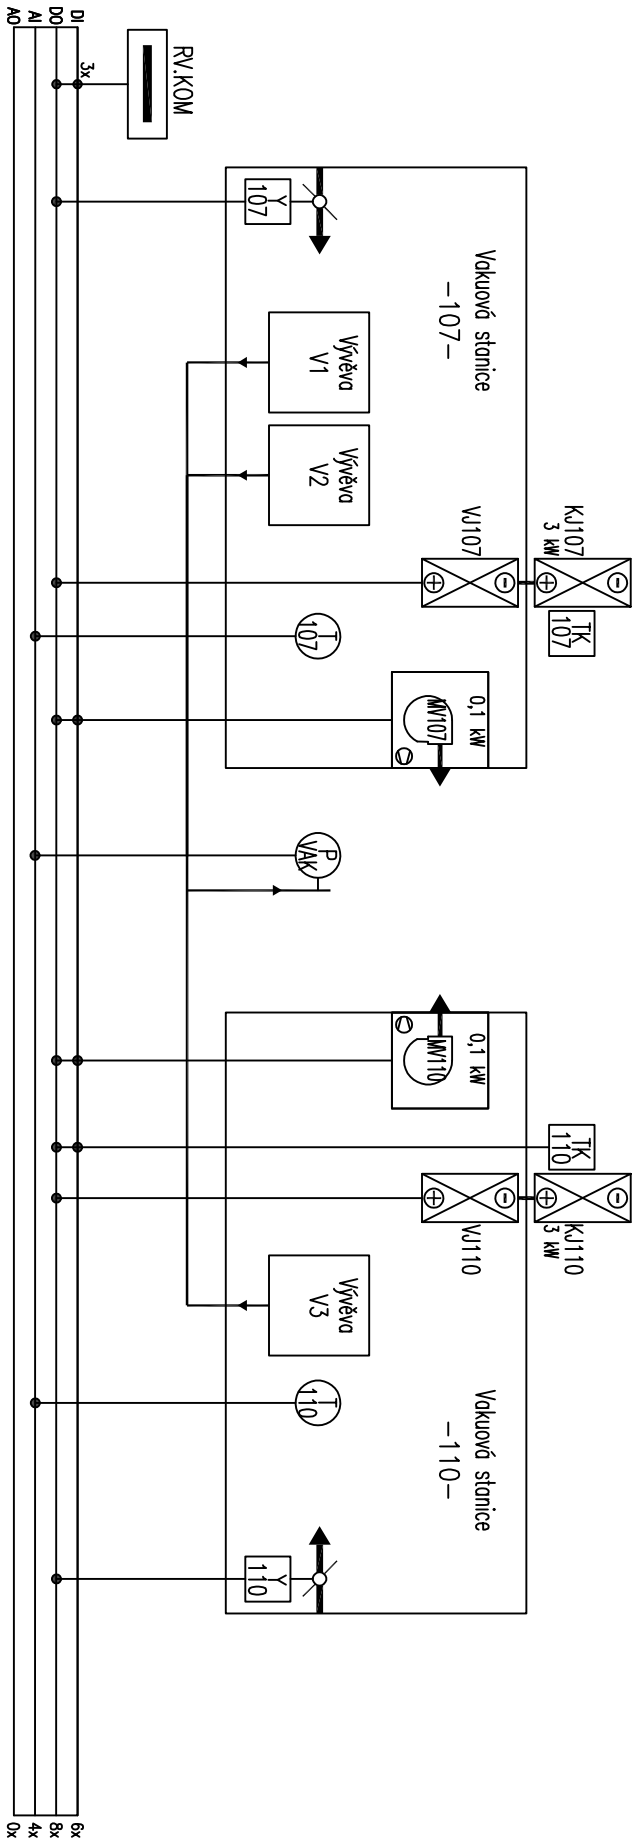 RV.KOM
3x
DI
DO
AI
AO
Y
107
Vakuová stanice
-107-
Vývěva
V1
Vývěva
V2
VJ107
KJ107
3 kW
TK
107
T
107
0,1 kW
MV107
P
VAK
0,1 kW
MV110
TK
110
KJ110
3 kW
VJ110
Vývěva
V3
T
110
Vakuová stanice
-110-
Y
110
6x
8x
4x
0x